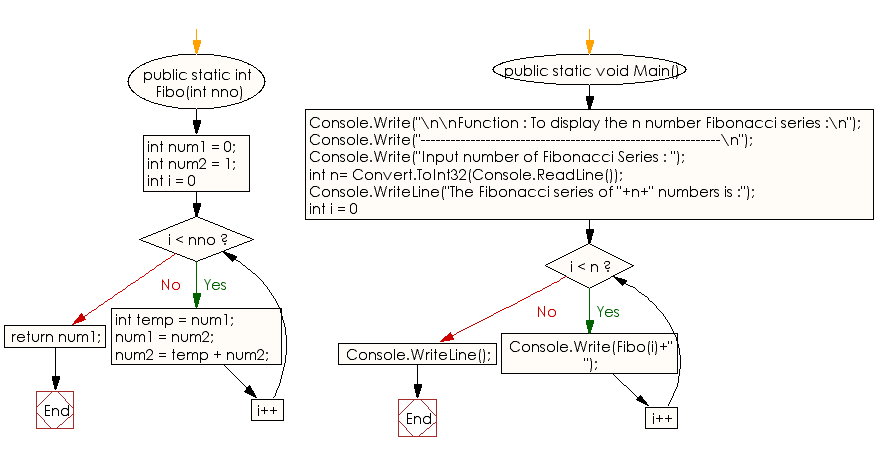 public static int
Fibo(int nno)
int num1 = 0;
int num2 = 1;
int i = 0
i < nno ?
No
Yes
return num1;
int temp = num1;
num1 = num2;
num2 = temp + num2;
End
i++
public static void Main()
Console.Write("\n\nFunction : To display the n number Fibonacci series :\n");
Console.Write("------------------------------------------------------------\n");
Console.Write("Input number of Fibonacci Series : ");
int n= Convert.ToInt32(Console.ReadLine());
Console.WriteLine("The Fibonacci series of "+n+" numbers is :");
int i = 0
i < n ?
No
Yes
Console.WriteLine();
Console.Write(Fibo(i)+"
");
End
i++